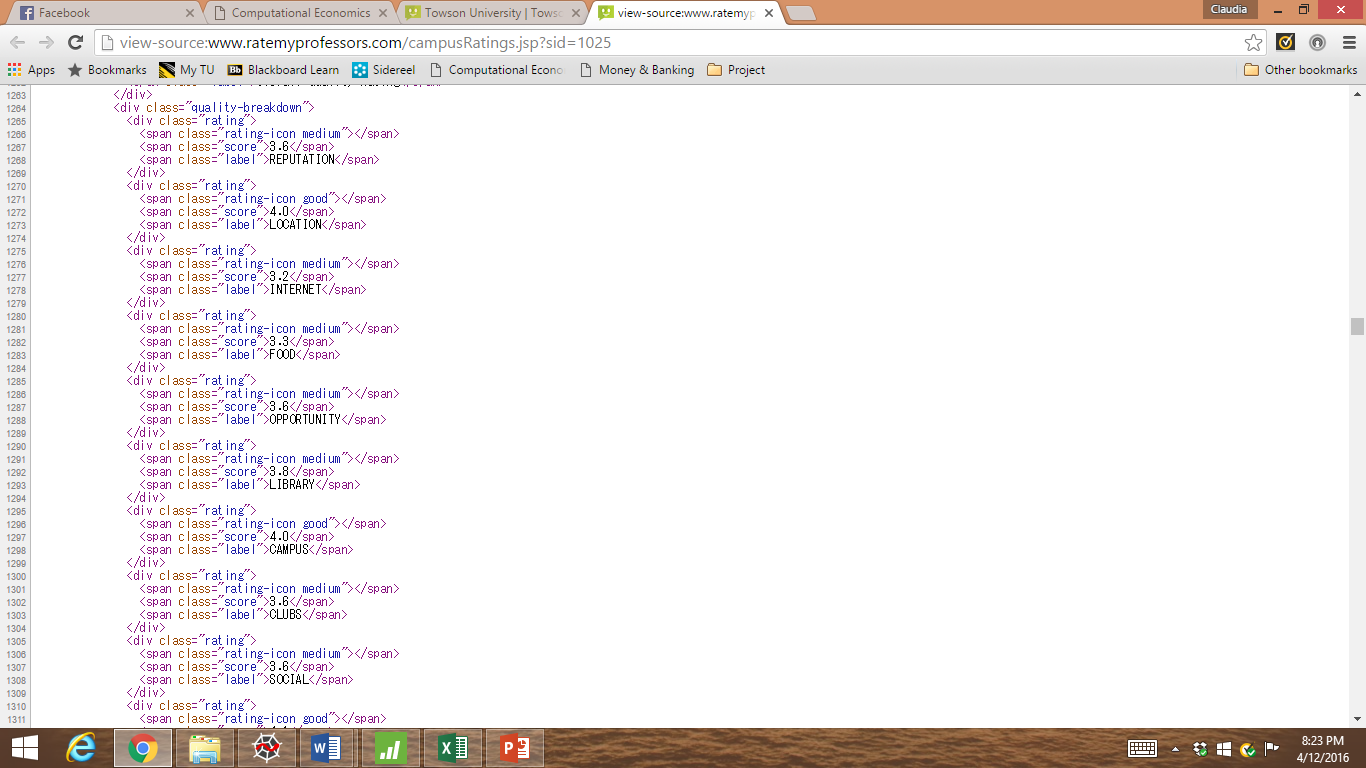 Facebook
Computational Economics
Towson University | Tows
view-source:www.ratemyp
Claudia
view-source:www.ratemyprofessors.com/campusRatings.jsp?sid=1025
Apps Bookmarks My TU Bb Blackboard Learn Sidereel Computational Econo Money & Banking Project Other bookmarks
1263 </div>
1264 <div class="quality-breakdown">
1265 <div class="rating">
1266 <span class="rating-icon medium"></span>
1267 <span class="score">3.6</span>
1268 <span class="label">REPUTATION</span>
1269 </div>
1270 <div class="rating">
1271 <span class="rating-icon good"></span>
1272 <span class="score">4.0</span>
1273 <span class="label">LOCATION</span>
1274 </div>
1275 <div class="rating">
1276 <span class="rating-icon medium"></span>
1277 <span class="score">3.2</span>
1278 <span class="label">INTERNET</span>
1279 </div>
1280 <div class="rating">
1281 <span class="rating-icon medium"></span>
1282 <span class="score">3.3</span>
1283 <span class="label">FOOD</span>
1284 </div>
1285 <div class="rating">
1286 <span class="rating-icon medium"></span>
1287 <span class="score">3.6</span>
1288 <span class="label">OPPORTUNITY</span>
1289 </div>
1290 <div class="rating">
1291 <span class="rating-icon medium"></span>
1292 <span class="score">3.8</span>
1293 <span class="label">LIBRARY</span>
1294 </div>
1295 <div class="rating">
1296 <span class="rating-icon good"></span>
1297 <span class="score">4.0</span>
1298 <span class="label">CAMPUS</span>
1299 </div>
1300 <div class="rating">
1301 <span class="rating-icon medium"></span>
1302 <span class="score">3.6</span>
1303 <span class="label">CLUBS</span>
1304 </div>
1305 <div class="rating">
1306 <span class="rating-icon medium"></span>
1307 <span class="score">3.6</span>
1308 <span class="label">SOCIAL</span>
1309 </div>
1310 <div class="rating">
1311 <span class="rating-icon good"></span>
8:23 PM
4/12/2016